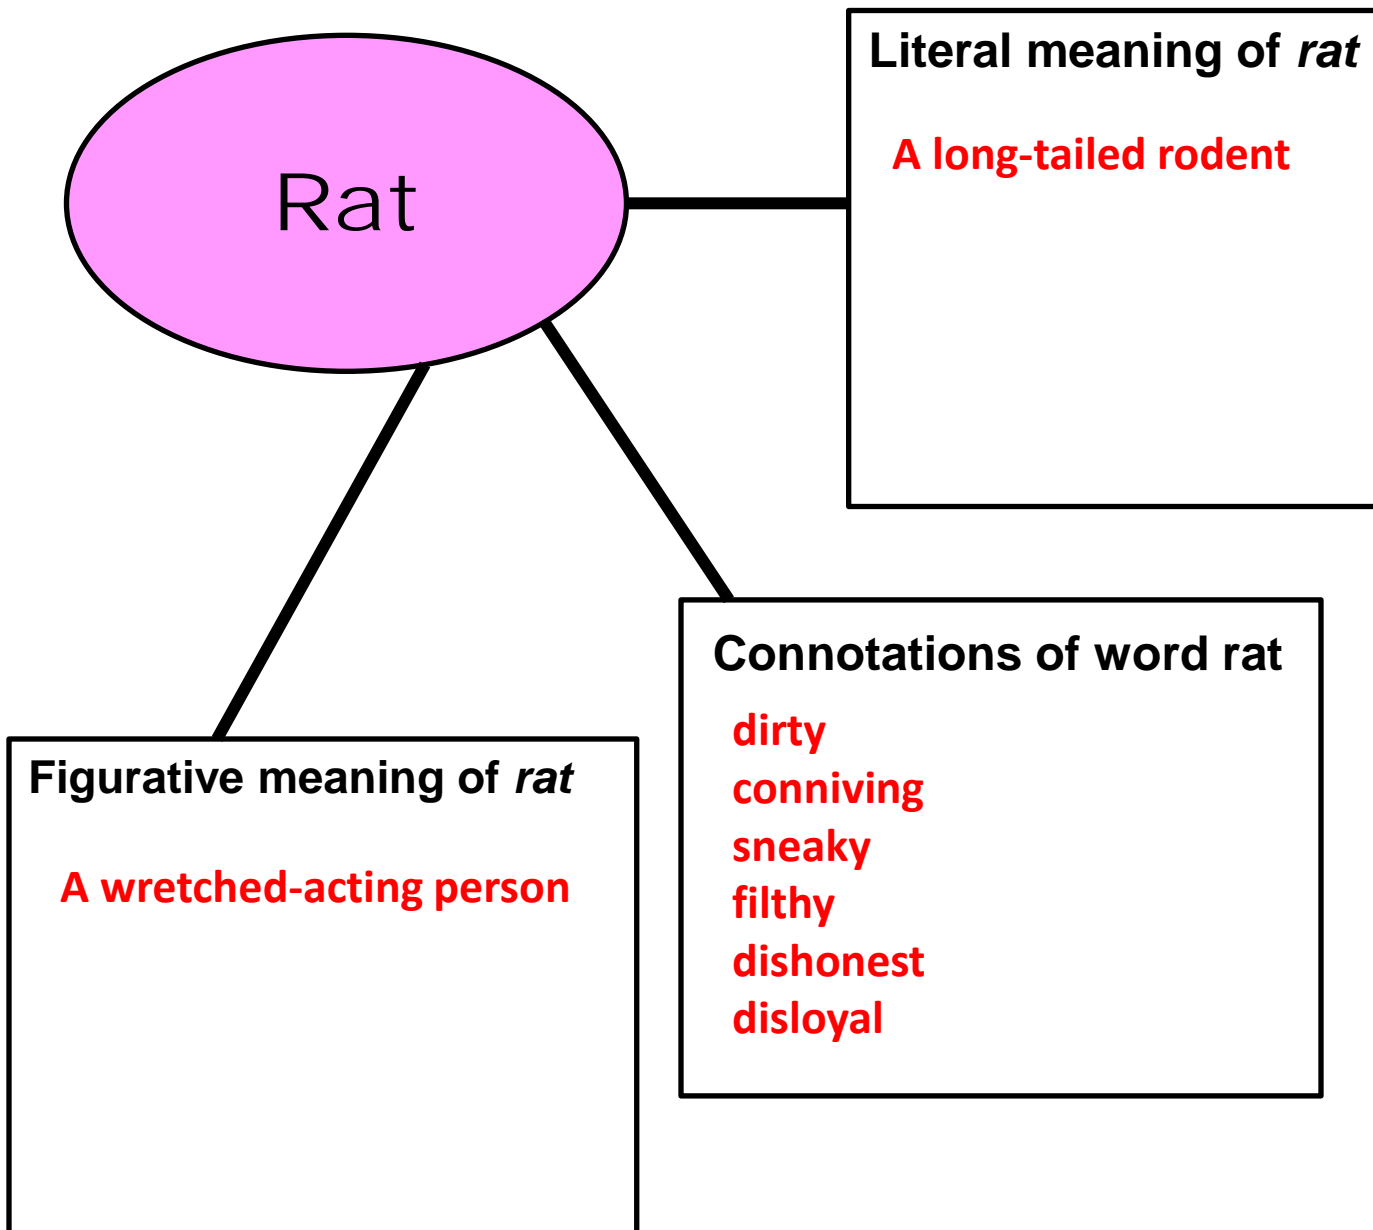 Rat
Literal meaning of rat
A long-tailed rodent
Connotations of word rat
dirty
conniving
sneaky
filthy
dishonest
disloyal
Figurative meaning of rat
A wretched-acting person